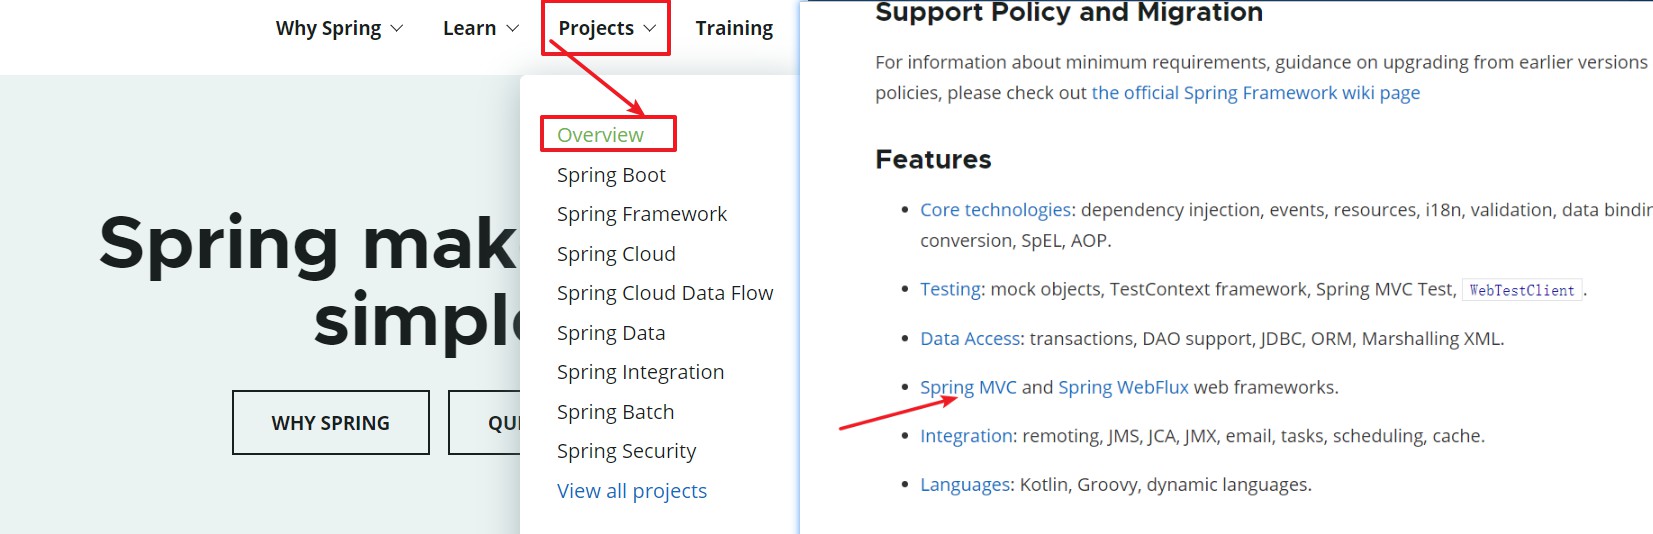 Why Spring
Learn
Projects
Training
Overview
Spring Boot
Spring Framework
Spring Cloud
Spring Cloud Data Flow
Spring Data
Spring Integration
Spring Batch
Spring Security
View all projects
Spring mak
simpl
WHY SPRING
QU
Support Policy and Migration
For information about minimum requirements, guidance on upgrading from earlier versions
policies, please check out the official Spring Framework wiki page
Features
• Core technologies: dependency injection, events, resources, i18n, validation, data bindin
conversion, SpEL, AOP.
• Testing: mock objects, TestContext framework, Spring MVC Test, WebTestClient.
• Data Access: transactions, DAO support, JDBC, ORM, Marshalling XML.
• Spring MVC and Spring WebFlux web frameworks.
• Integration: remoting, JMS, JCA, JMX, email, tasks, scheduling, cache.
• Languages: Kotlin, Groovy, dynamic languages.